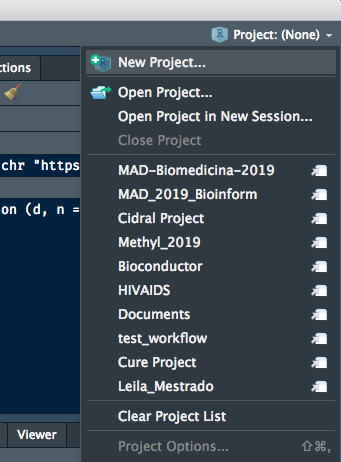 Project: (None)
New Project...
ctions
Open Project...
Open Project in New Session...
Close Project
chr "https
MAD-Biomedicina-2019
MAD_2019_Bioinform
on (d, n =
Cidral Project
Methyl_2019
Bioconductor
HIVAIDS
Documents
test_workflow
Cure Project
Leila_Mestrado
Clear Project List
Viewer
Project Options... ⇧⌘,